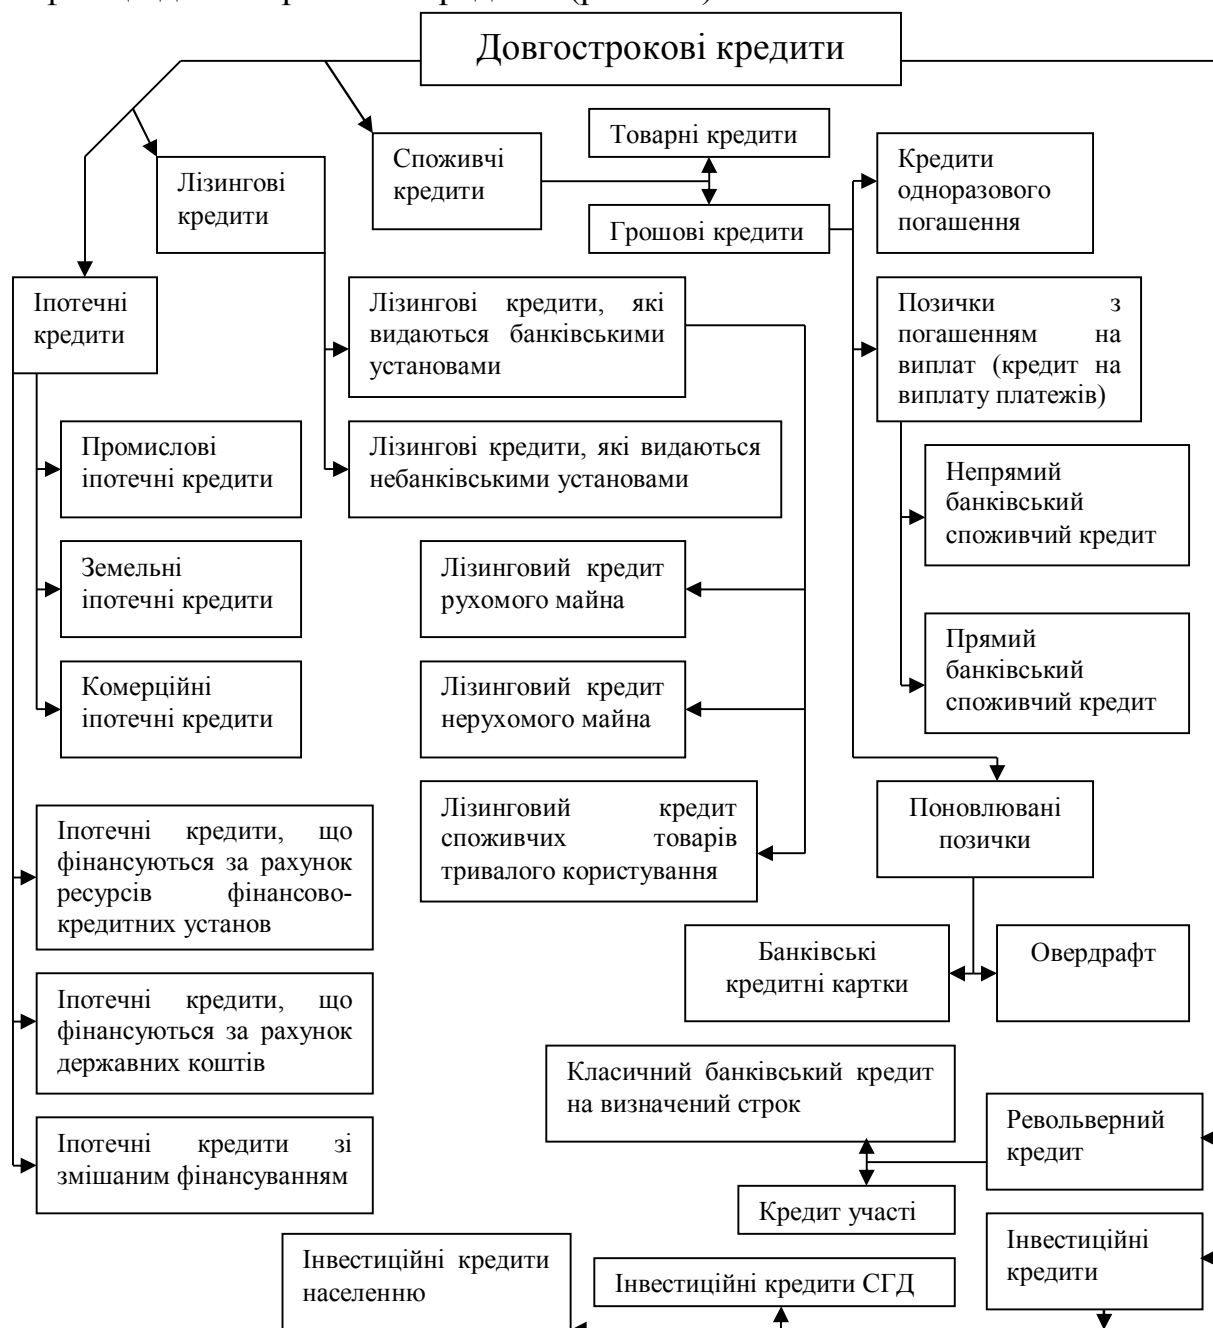 Довгострокові кредити
Товарні кредити
Споживчі
кредити
Кредити
одноразового
погашення
Лізингові
кредити
Грошові кредити
Іпотечні
кредити
Лізингові кредити, які
видаються банківськими
установами
Позички з
погашенням на
виплат (кредит на
виплату платежів)
Промислові
іпотечні кредити
Лізингові кредити, які видаються
небанківськими установами
Непрямий
банківський
споживчий кредит
Земельні
іпотечні кредити
Лізинговий кредит
рухомого майна
Прямий
банківський
споживчий кредит
Комерційні
іпотечні кредити
Лізинговий кредит
нерухомого майна
Лізинговий кредит
споживчих товарів
тривалого користування
Поновлювані
позички
Іпотечні кредити, що
фінансуються за рахунок
ресурсів фінансово-
кредитних установ
Банківські
кредитні картки
Овердрафт
Іпотечні кредити, що
фінансуються за рахунок
державних коштів
Класичний банківський кредит
на визначений строк
Револьверний
кредит
Іпотечні кредити зі
змішаним фінансуванням
Кредит участі
Інвестиційні
кредити
Інвестиційні кредити
населенню
Інвестиційні кредити СГД